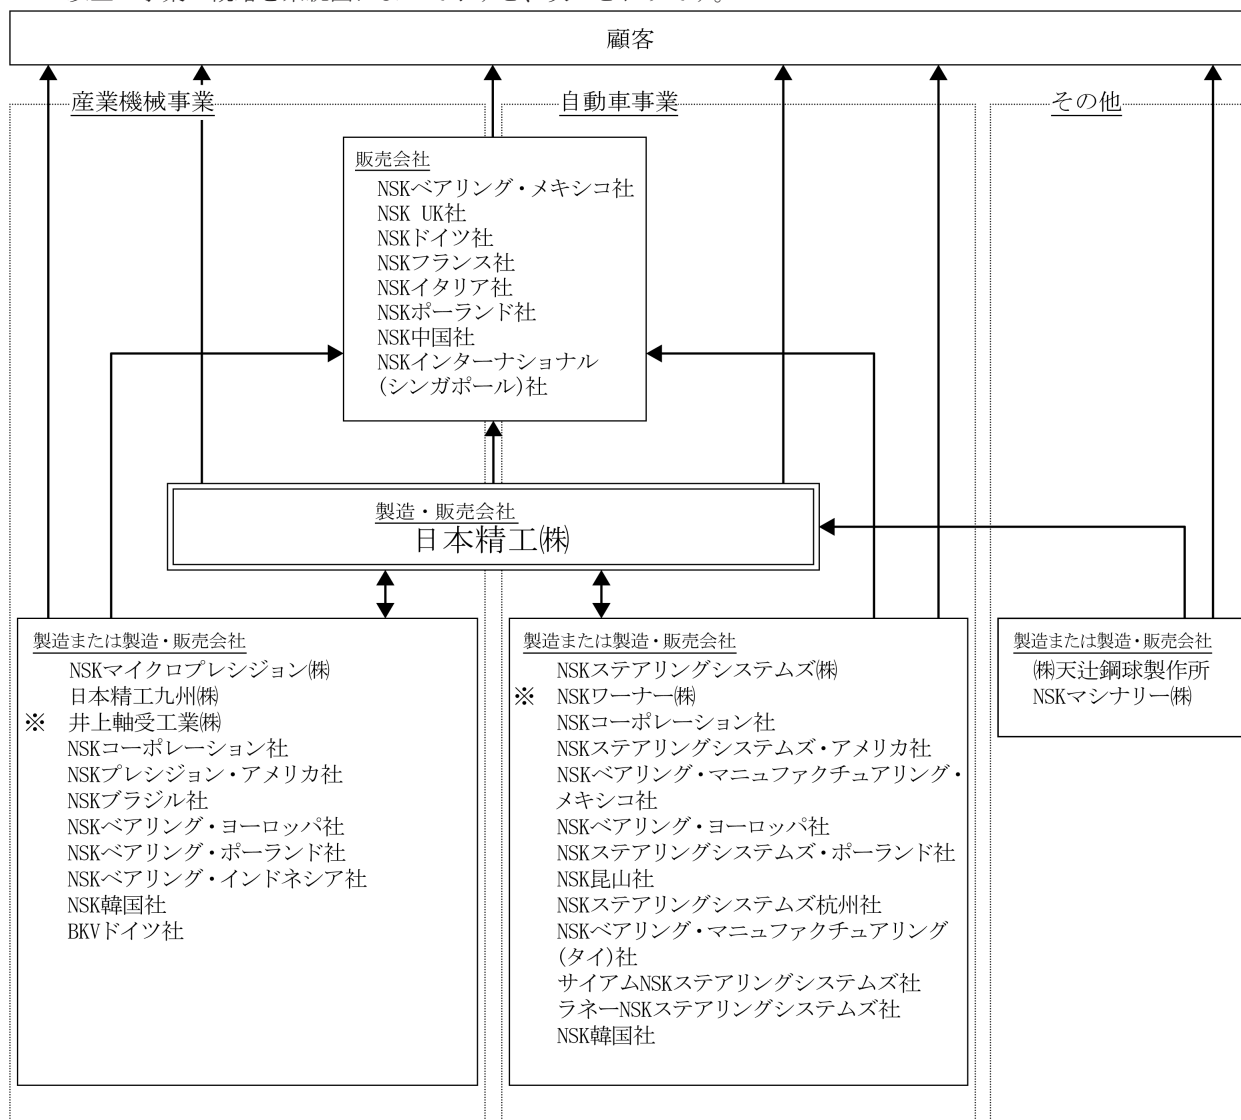 顧客
産業機械事業
自動車事業
その他
販売会社
NSKベアリング・メキシコ社
NSK UK社
NSKドイツ社
NSKフランス社
NSKイタリア社
NSKポーランド社
NSK中国社
NSKインターナショナル
(シンガポール)社
製造・販売会社
日本精工㈱
製造または製造・販売会社
NSKマイクロプレシジョン㈱
日本精工九州㈱
※ 井上軸受工業㈱
NSKコーポレーション社
NSKプレシジョン・アメリカ社
NSKブラジル社
NSKベアリング・ヨーロッパ社
NSKベアリング・ポーランド社
NSKベアリング・インドネシア社
NSK韓国社
BKVドイツ社
製造または製造・販売会社
NSKステアリングシステムズ㈱
※ NSKワーナー㈱
NSKコーポレーション社
NSKステアリングシステムズ・アメリカ社
NSKベアリング・マニュファクチュアリング・
メキシコ社
NSKベアリング・ヨーロッパ社
NSKステアリングシステムズ・ポーランド社
NSK昆山社
NSKステアリングシステムズ杭州社
NSKベアリング・マニュファクチュアリング
(タイ)社
サイアムNSKステアリングシステムズ社
ラネーNSKステアリングシステムズ社
NSK韓国社
製造または製造・販売会社
㈱天辻鋼球製作所
NSKマシナリー㈱